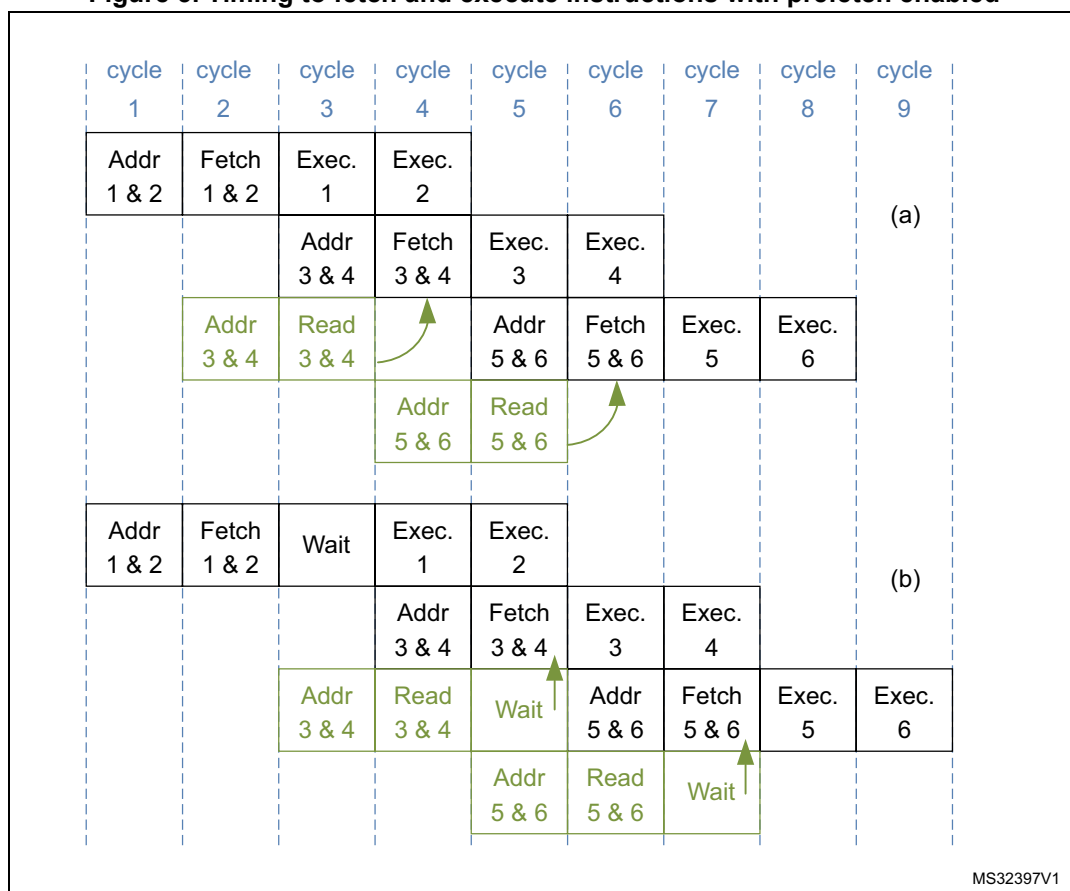 Figure 6. Timing to fetch and execute instructions with prefetch enabled
cycle cycle cycle cycle cycle cycle cycle cycle cycle
1 2 3 4 5 6 7 8 9
Addr Fetch Exec. Exec.
1 & 2 1 & 2 1 2
(a)
Addr Fetch Exec. Exec.
3 & 4 3 & 4 3 4
Addr Read Addr Fetch Exec. Exec.
3 & 4 3 & 4 5 & 6 5 & 6 5 6
Addr Read
5 & 6 5 & 6
Addr Fetch Wait Exec. Exec.
1 & 2 1 & 2 1 2
(b)
Addr Fetch Exec. Exec.
3 & 4 3 & 4 3 4
Addr Read Wait Addr Fetch Exec. Exec.
3 & 4 3 & 4 5 & 6 5 & 6 5 6
Addr Read Wait
5 & 6 5 & 6
MS32397V1